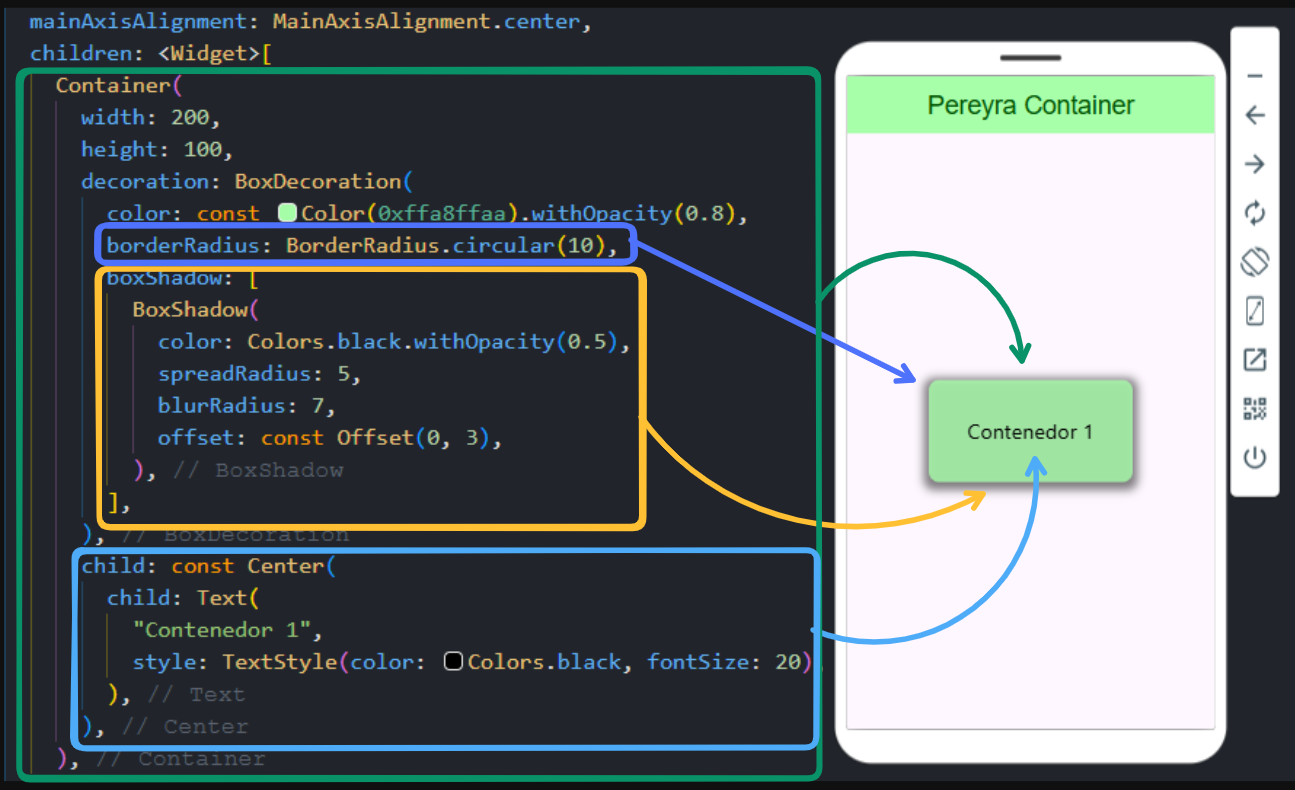 mainAxisAlignment: MainAxisAlignment.center,
children: <Widget>[
Container(
width: 200,
height: 100,
decoration: BoxDecoration(
color: const Color(0xffa8ffaa).withOpacity(0.8),
borderRadius: BorderRadius.circular(10),
boxShadow: [
BoxShadow(
color: Colors.black.withOpacity(0.5),
spreadRadius: 5,
blurRadius: 7,
offset: const Offset(0, 3),
), // BoxShadow
],
), // BoxDecoration
child: const Center(
child: Text(
"Contenedor 1",
style: TextStyle(color: Colors.black, fontSize: 20),
), // Text
), // Center
), // Container
Pereyra Container
Contenedor 1